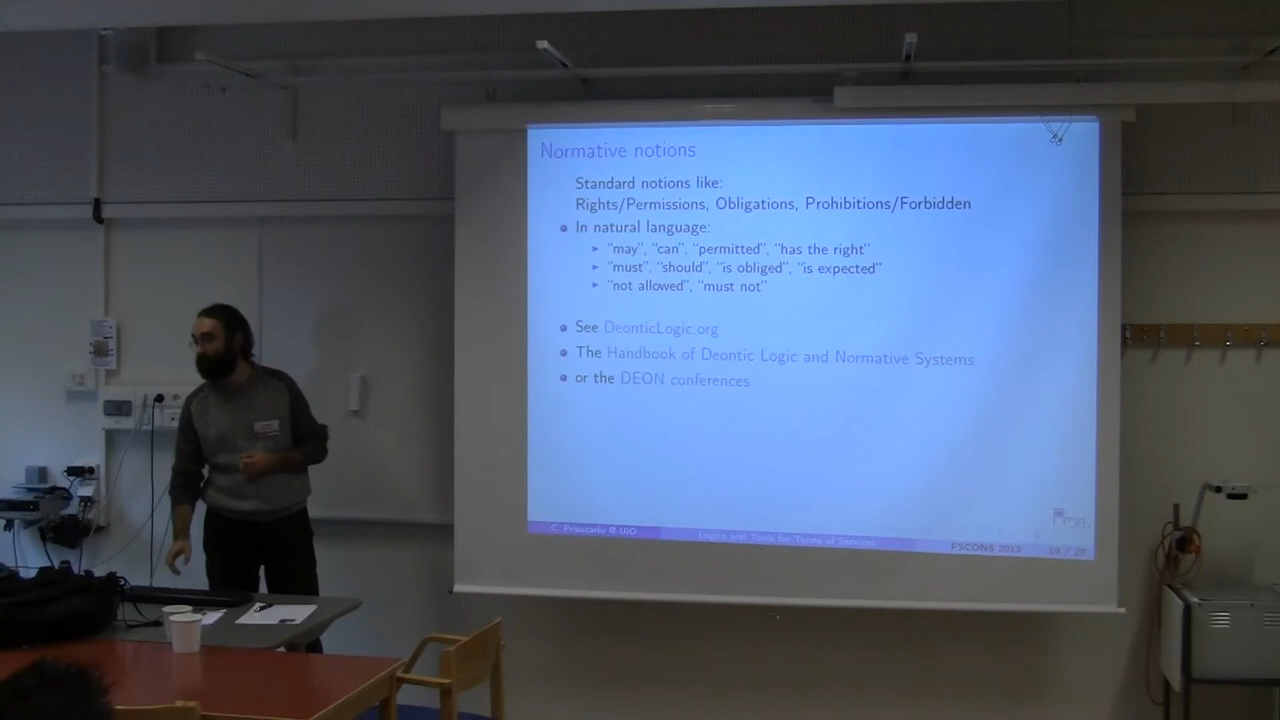 Normative notions
Standard notions like:
Rights/Permissions, Obligations, Prohibitions/Forbidden
In natural language:
“may”, “can”, “permitted”, “has the right”
“must”, “should”, “is obliged”, “is expected”
“not allowed”, “must not”
See DeonticLogic.org
The Handbook of Deontic Logic and Normative Systems
or the DEON conferences
C. Prisacariu @ UIO
Logics and Tools for Terms of Services
FSCONS 2013
19 / 27